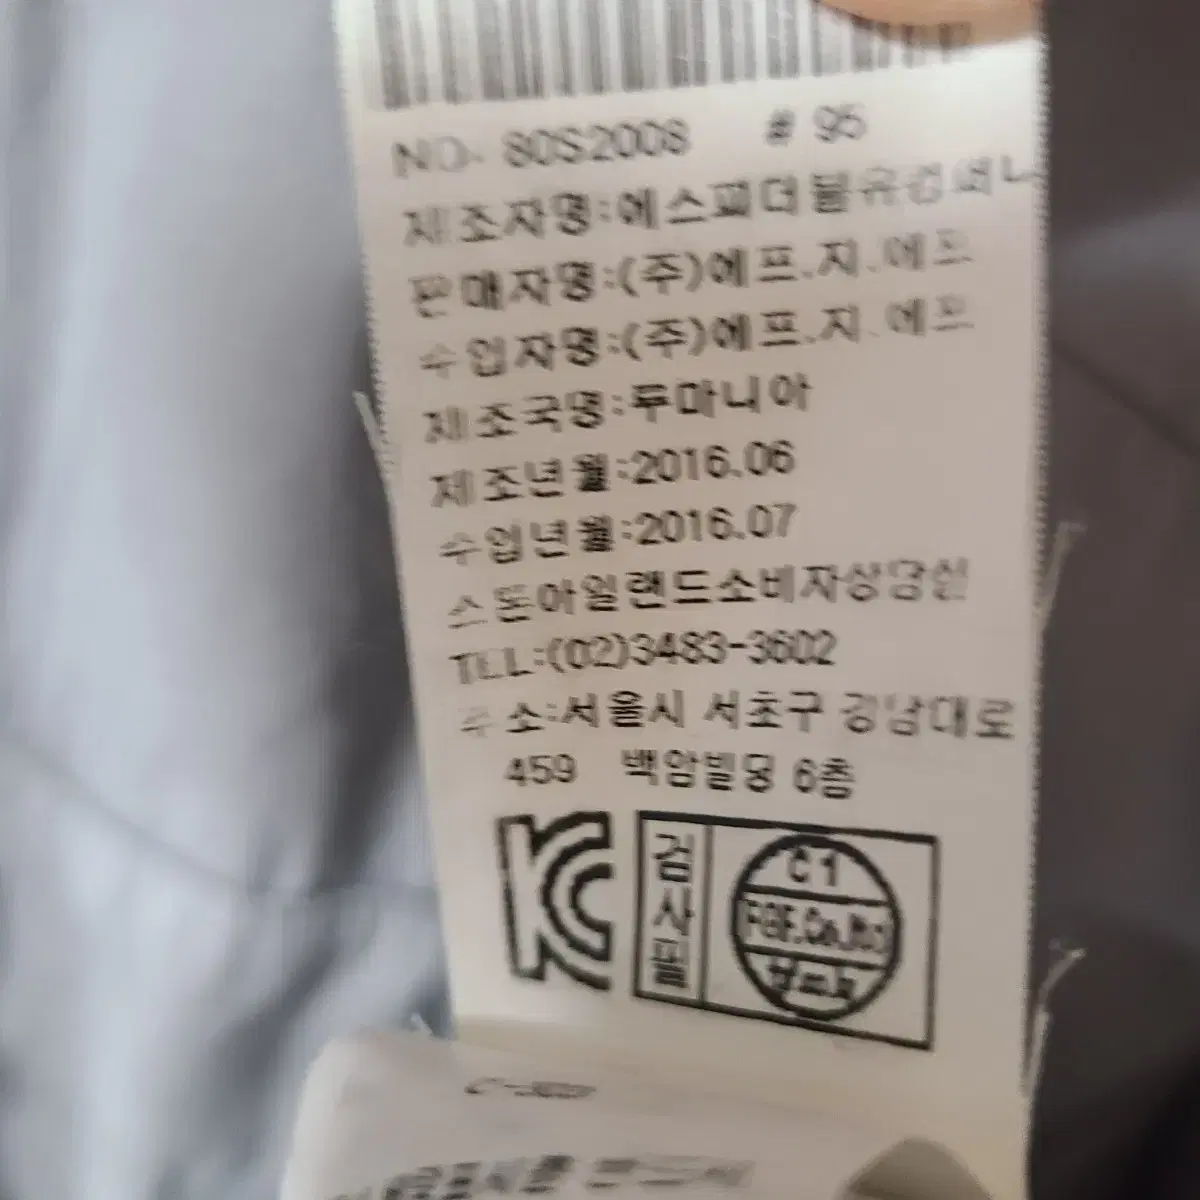 NO- 80S2008 # 95
제조자명:에스피더블유컴퍼니
판매자명:(주)에프.지.에프
수입자명:(주)에프.지.에프
제조국명:루마니아
제조년월:2016.06
수입년월:2016.07
스톤아일랜드소비자상담실
TEL:(02)3483-3602
주소:서울시 서초구 강남대로
459 백암빌딩 6층
KC
검사필
C1
FGF.Co.,ltd